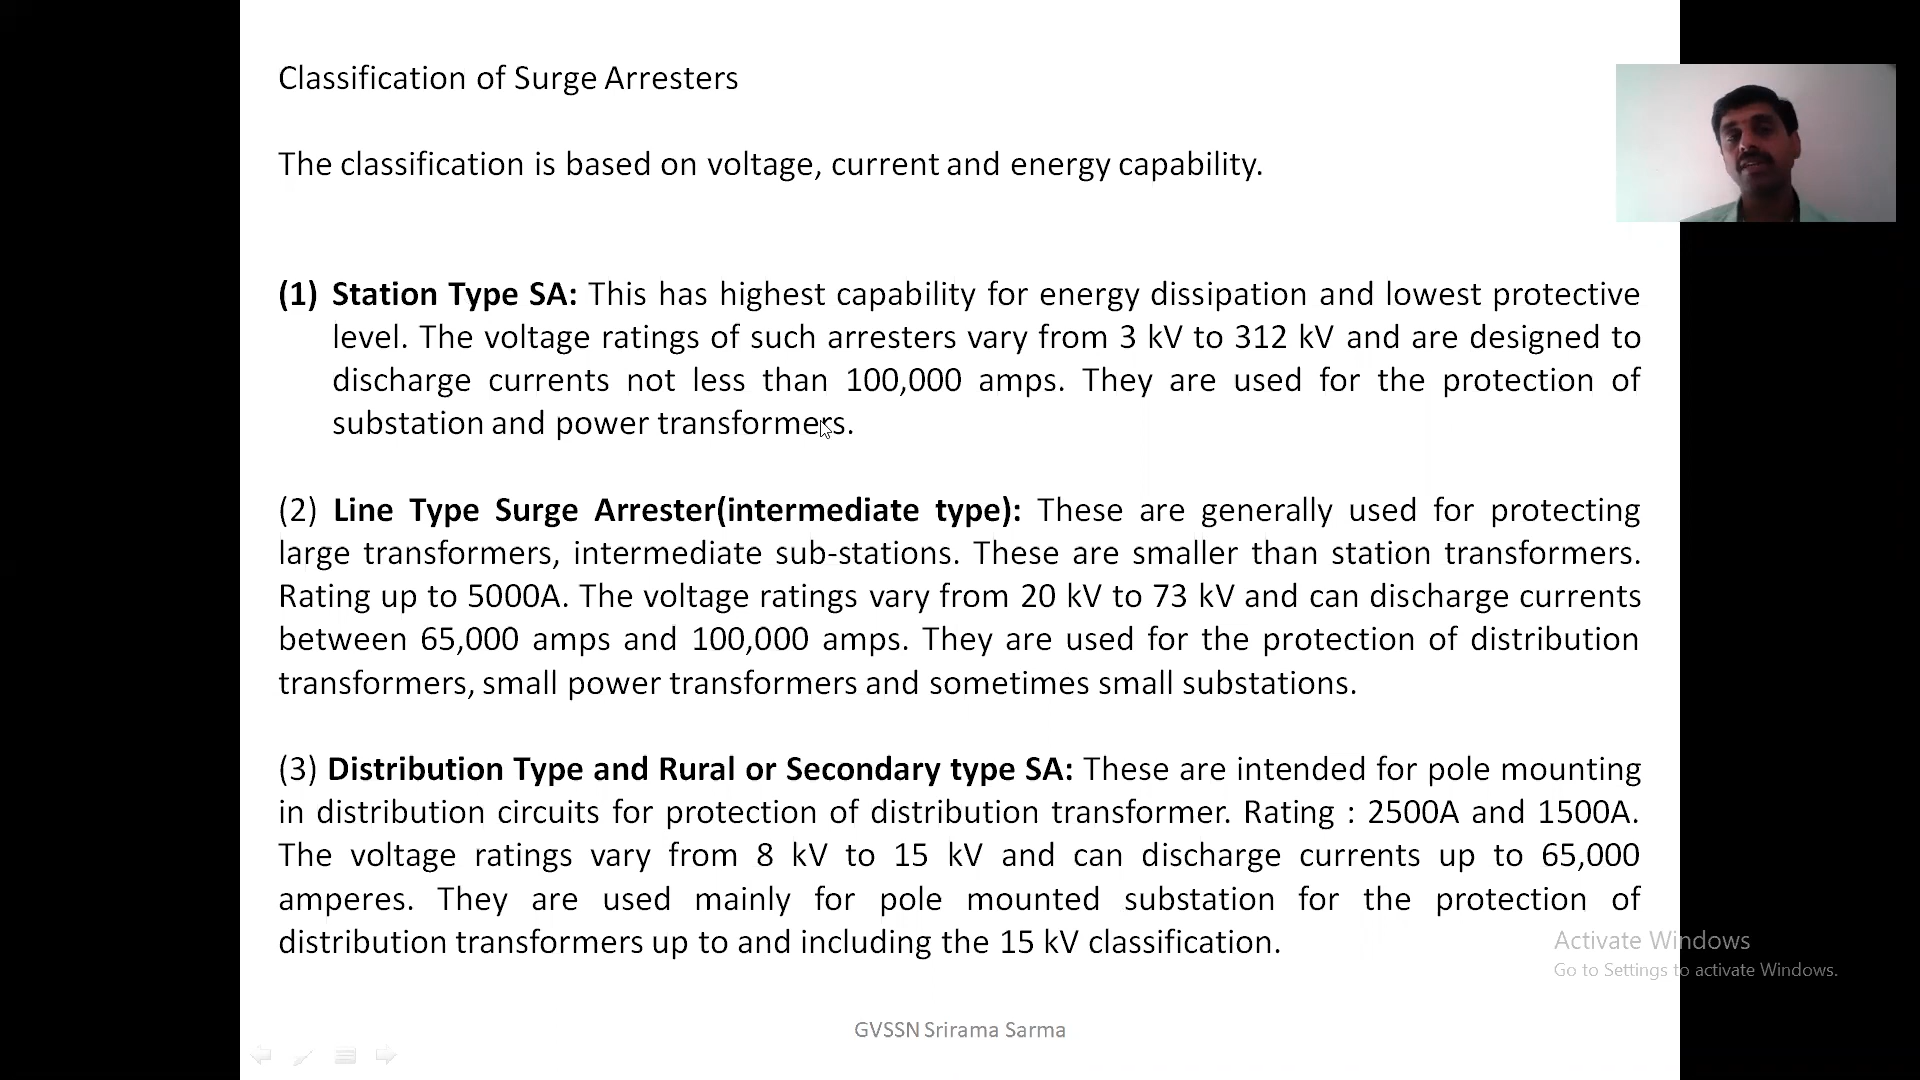 Classification of Surge Arresters
The classification is based on voltage, current and energy capability.
(1) Station Type SA: This has highest capability for energy dissipation and lowest protective
level. The voltage ratings of such arresters vary from 3 kV to 312 kV and are designed to
discharge currents not less than 100,000 amps. They are used for the protection of
substation and power transformers.
(2) Line Type Surge Arrester(intermediate type): These are generally used for protecting
large transformers, intermediate sub-stations. These are smaller than station transformers.
Rating up to 5000A. The voltage ratings vary from 20 kV to 73 kV and can discharge currents
between 65,000 amps and 100,000 amps. They are used for the protection of distribution
transformers, small power transformers and sometimes small substations.
(3) Distribution Type and Rural or Secondary type SA: These are intended for pole mounting
in distribution circuits for protection of distribution transformer. Rating : 2500A and 1500A.
The voltage ratings vary from 8 kV to 15 kV and can discharge currents up to 65,000
amperes. They are used mainly for pole mounted substation for the protection of
distribution transformers up to and including the 15 kV classification.
Activate Windows
Go to Settings to activate Windows.
GVSSN Srirama Sarma